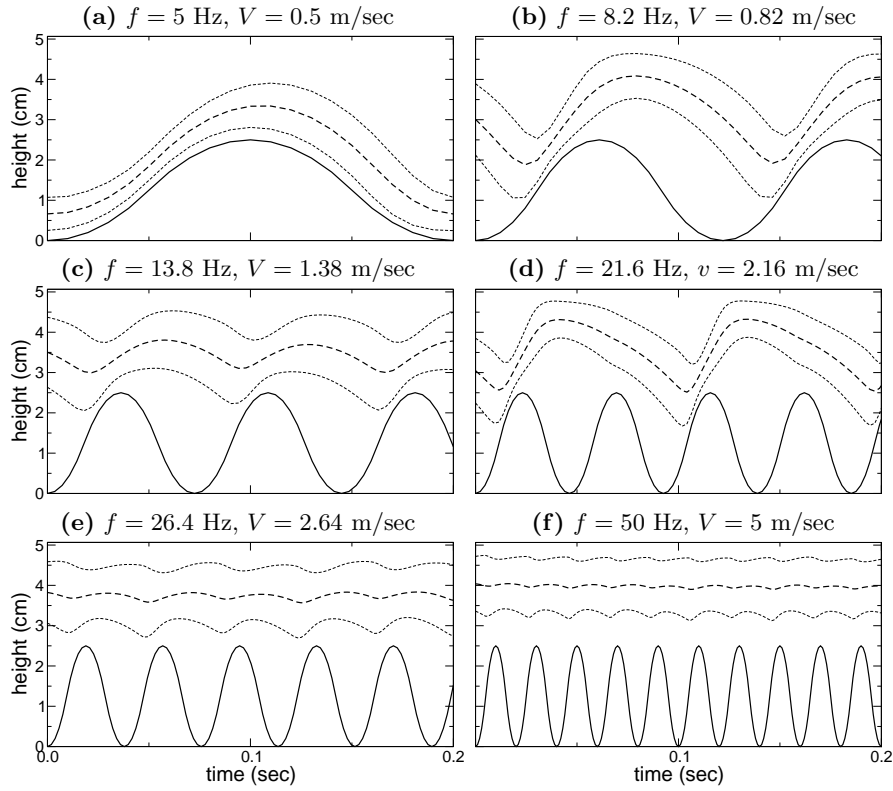 (a) f = 5 Hz, V = 0.5 m/sec
(b) f = 8.2 Hz, V = 0.82 m/sec
5
4
3
2
1
0
height (cm)
(c) f = 13.8 Hz, V = 1.38 m/sec
(d) f = 21.6 Hz, v = 2.16 m/sec
5
4
3
2
1
0
height (cm)
(e) f = 26.4 Hz, V = 2.64 m/sec
(f) f = 50 Hz, V = 5 m/sec
5
4
3
2
1
0
height (cm)
0.0 0.1 0.2
time (sec)
0.1 0.2
time (sec)